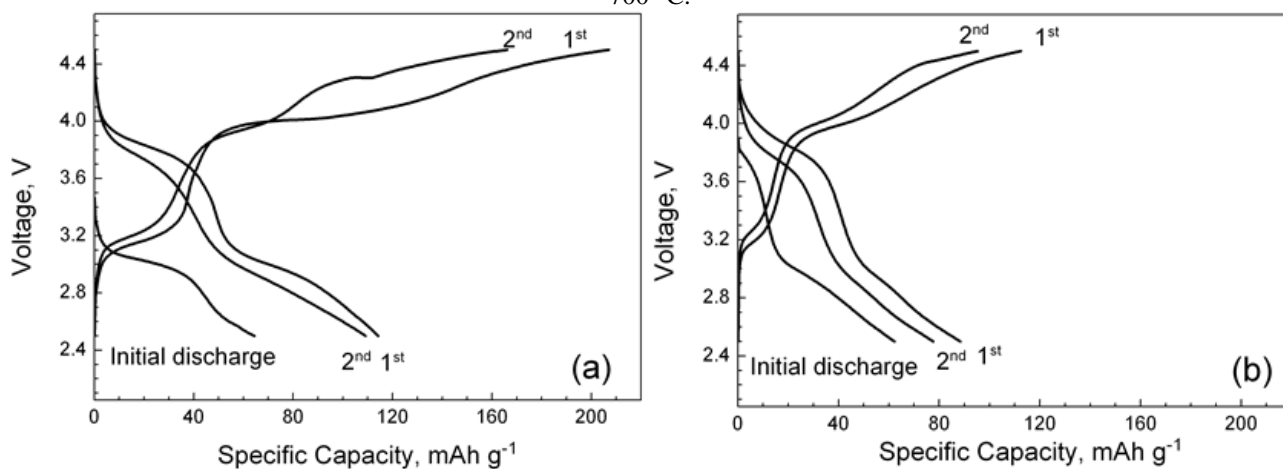 700 °C.
2nd 1st
4.4
4.0
3.6
3.2
2.8
2.4
Voltage, V
Initial discharge
2nd 1st
(a)
0 40 80 120 160 200
Specific Capacity, mAh g-1
2nd 1st
4.4
4.0
3.6
3.2
2.8
2.4
Voltage, V
Initial discharge
2nd 1st
(b)
0 40 80 120 160 200
Specific Capacity, mAh g-1